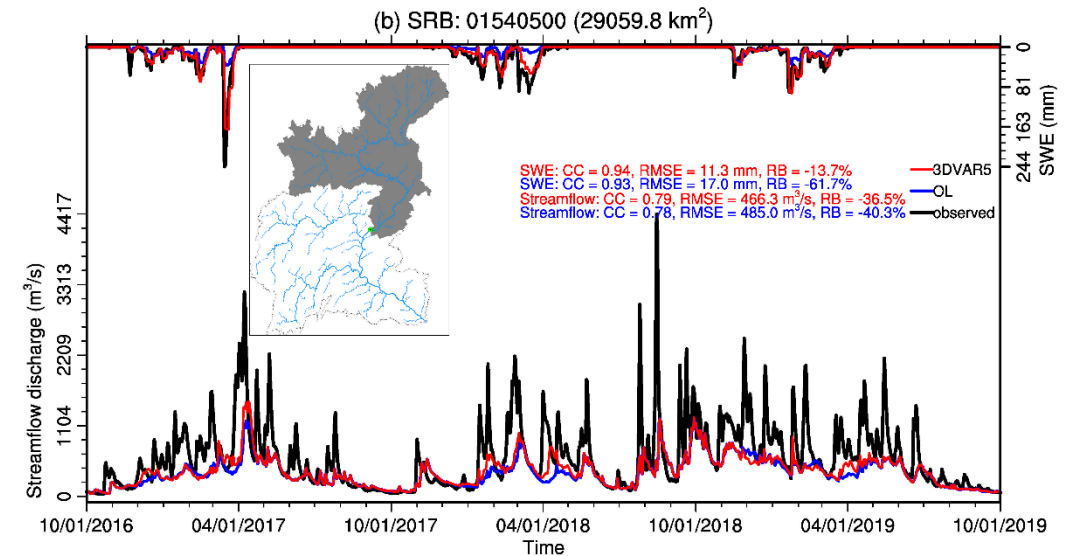 (b) SRB: 01540500 (29059.8 km²)
0
81
163
244
SWE (mm)
SWE: CC = 0.94, RMSE = 11.3 mm, RB = -13.7%
SWE: CC = 0.93, RMSE = 17.0 mm, RB = -61.7%
Streamflow: CC = 0.79, RMSE = 466.3 m³/s, RB = -36.5%
Streamflow: CC = 0.78, RMSE = 485.0 m³/s, RB = -40.3%
3DVAR5
OL
observed
4417
3313
2209
1104
0
Streamflow discharge (m³/s)
10/01/2016 04/01/2017 10/01/2017 04/01/2018 10/01/2018 04/01/2019 10/01/2019
Time